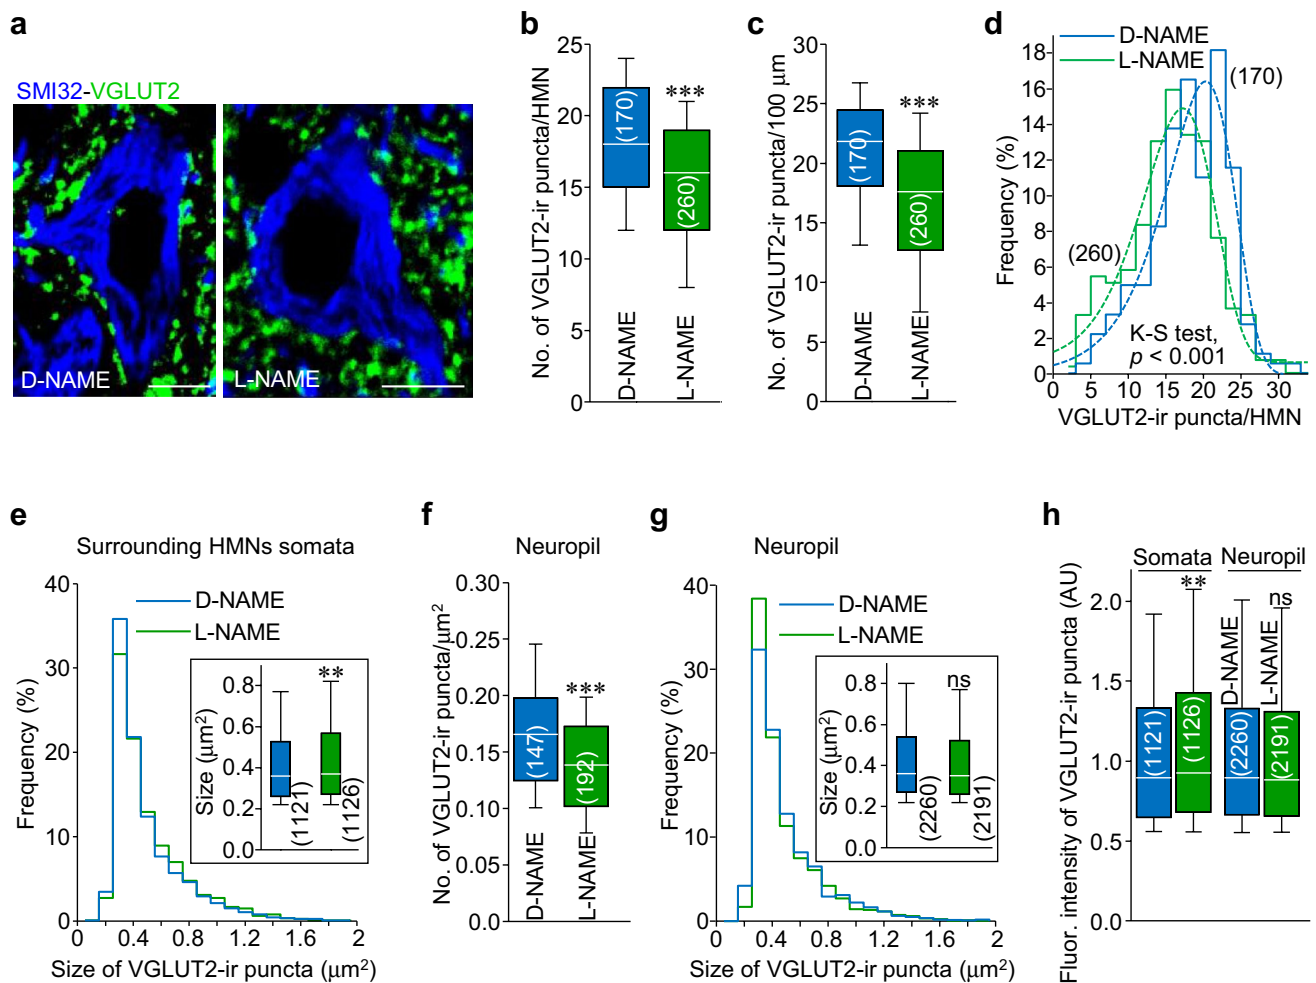 a
SMI32-VGLUT2
D-NAME
L-NAME
b
No. of VGLUT2-ir puncta/HMN
25
20
15
10
5
0
***
(170)
(260)
D-NAME
L-NAME
c
No. of VGLUT2-ir puncta/100 μm
30
25
20
15
10
5
0
***
(170)
(260)
D-NAME
L-NAME
d
D-NAME
L-NAME
Frequency (%)
18
16
14
12
10
8
6
4
2
0
(170)
(260)
K-S test,
p < 0.001
0 5 10 15 20 25 30
VGLUT2-ir puncta/HMN
e
Surrounding HMNs somata
D-NAME
L-NAME
Frequency (%)
40
30
20
10
0
Size (μm²)
0.8
0.6
0.4
0.2
0.0
**
(1121)
(1126)
0 0.4 0.8 1.2 1.6 2
Size of VGLUT2-ir puncta (μm²)
f
Neuropil
No. of VGLUT2-ir puncta/μm²
0.30
0.25
0.20
0.15
0.10
0.05
0.0
***
(147)
(192)
D-NAME
L-NAME
g
Neuropil
D-NAME
L-NAME
Frequency (%)
40
30
20
10
0
Size (μm²)
0.8
0.6
0.4
0.2
0.0
ns
(2260)
(2191)
0 0.4 0.8 1.2 1.6 2
Size of VGLUT2-ir puncta (μm²)
h
Fluor. intensity of VGLUT2-ir puncta (AU)
Somata Neuropil
2.0
1.5
1.0
0.5
0.0
**
ns
D-NAME
L-NAME
(1121)
(1126)
(2260)
(2191)